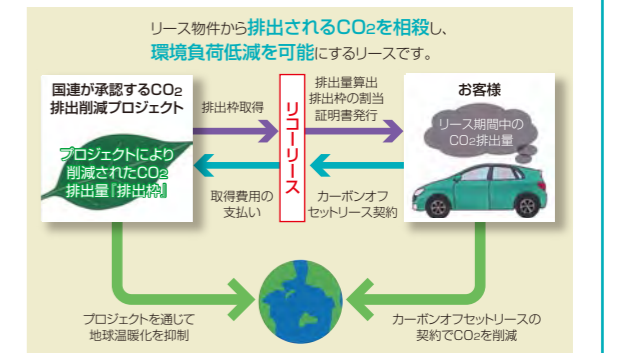 リース物件から排出されるCO2を相殺し、
環境負荷低減を可能にするリースです。
国連が承認するCO2
排出削減プロジェクト
プロジェクトにより
削減されたCO2
排出量『排出枠』
排出枠取得
取得費用の
支払い
リコーリース
排出量算出
排出枠の割当
証明書発行
カーボンオフ
セットリース契約
お客様
リース期間中の
CO2排出量
プロジェクトを通じて
地球温暖化を抑制
カーボンオフセットリースの
契約でCO2を削減